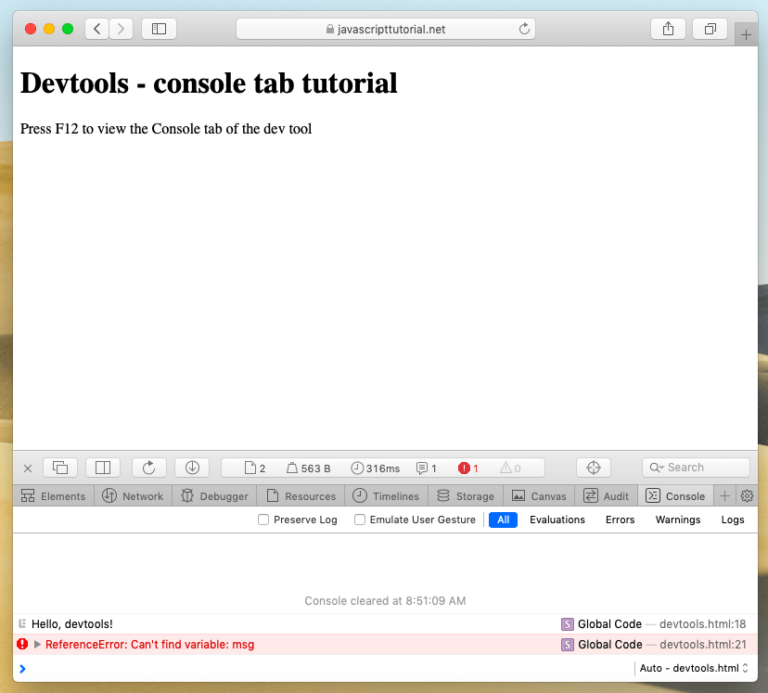 javascripttutorial.net
Devtools - console tab tutorial
Press F12 to view the Console tab of the dev tool
2 563 B 316ms 1 1 0 Search
Elements Network Debugger Resources Timelines Storage Canvas Audit Console
Preserve Log Emulate User Gesture All Evaluations Errors Warnings Logs
Console cleared at 8:51:09 AM
Hello, devtools! S Global Code — devtools.html:18
ReferenceError: Can't find variable: msg S Global Code — devtools.html:21
Auto - devtools.html